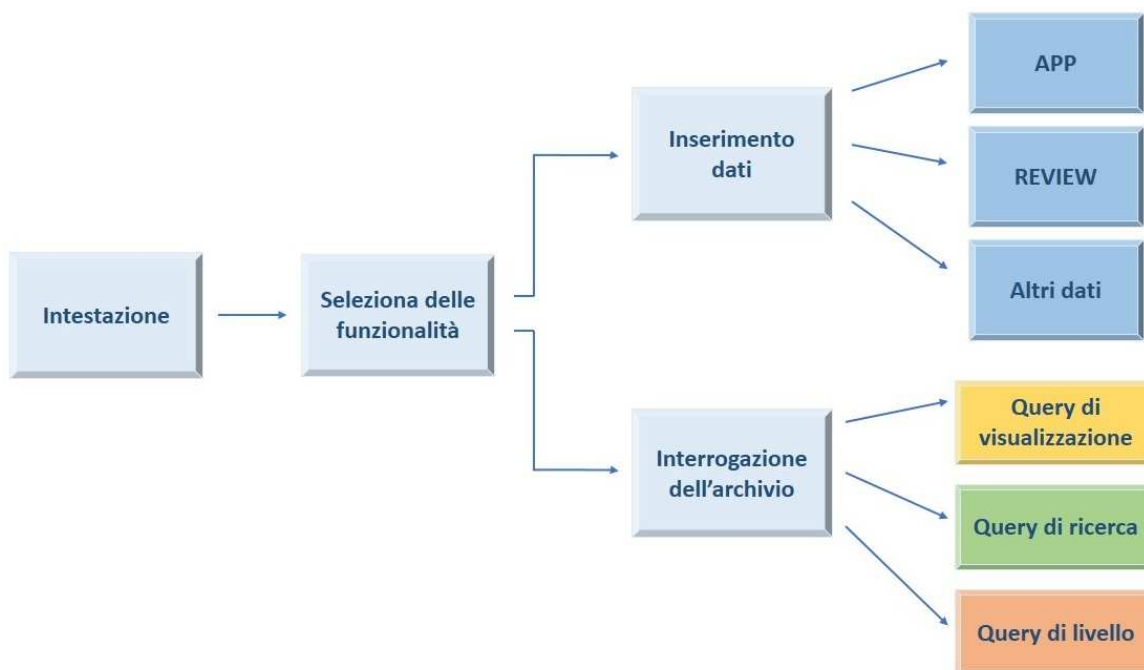 Intestazione
Seleziona delle
funzionalità
Inserimento
dati
APP
REVIEW
Altri dati
Interrogazione
dell’archivio
Query di
visualizzazione
Query di ricerca
Query di livello